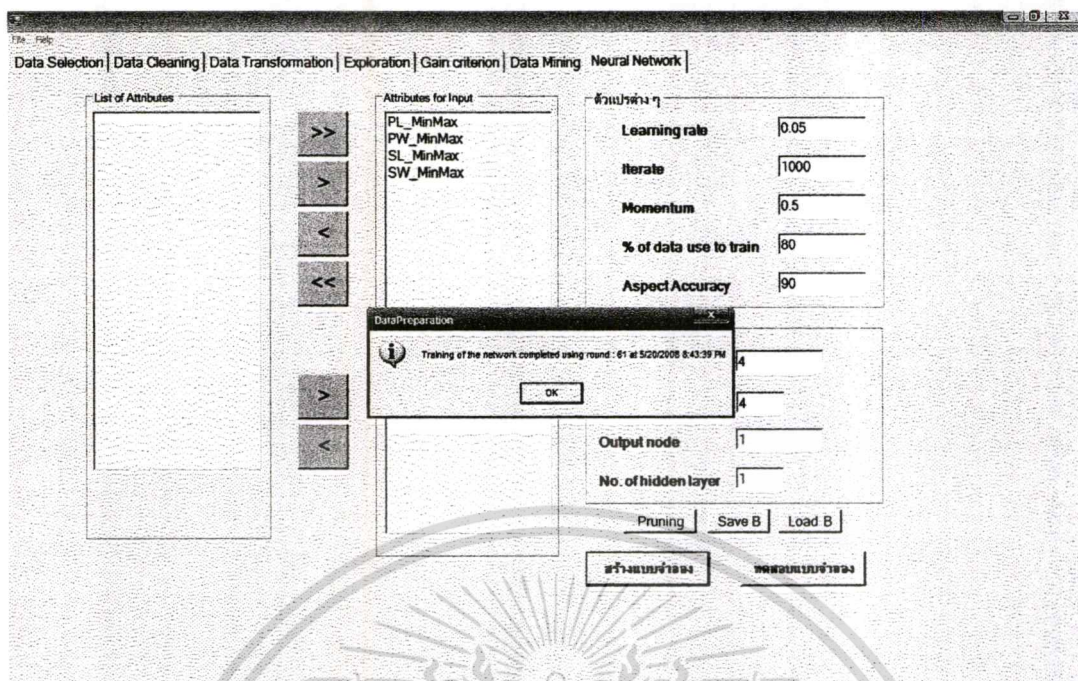 File Help
Data Selection Data Cleaning Data Transformation Exploration Gain criterion Data Mining Neural Network
List of Attributes
>>
>
<
<<
>
<
Attributes for Input
PL_MinMax
PW_MinMax
SL_MinMax
SW_MinMax
ตัวแปรต่าง ๆ
Learning rate 0.05
Iterate 1000
Momentum 0.5
% of data use to train 80
Aspect Accuracy 90
DataPreparation
Training of the network completed using round : 61 at 5/20/2008 8:43:39 PM
OK
4
4
Output node 1
No. of hidden layer 1
Pruning Save B Load B
สร้างแบบจำลอง ทดสอบแบบจำลอง